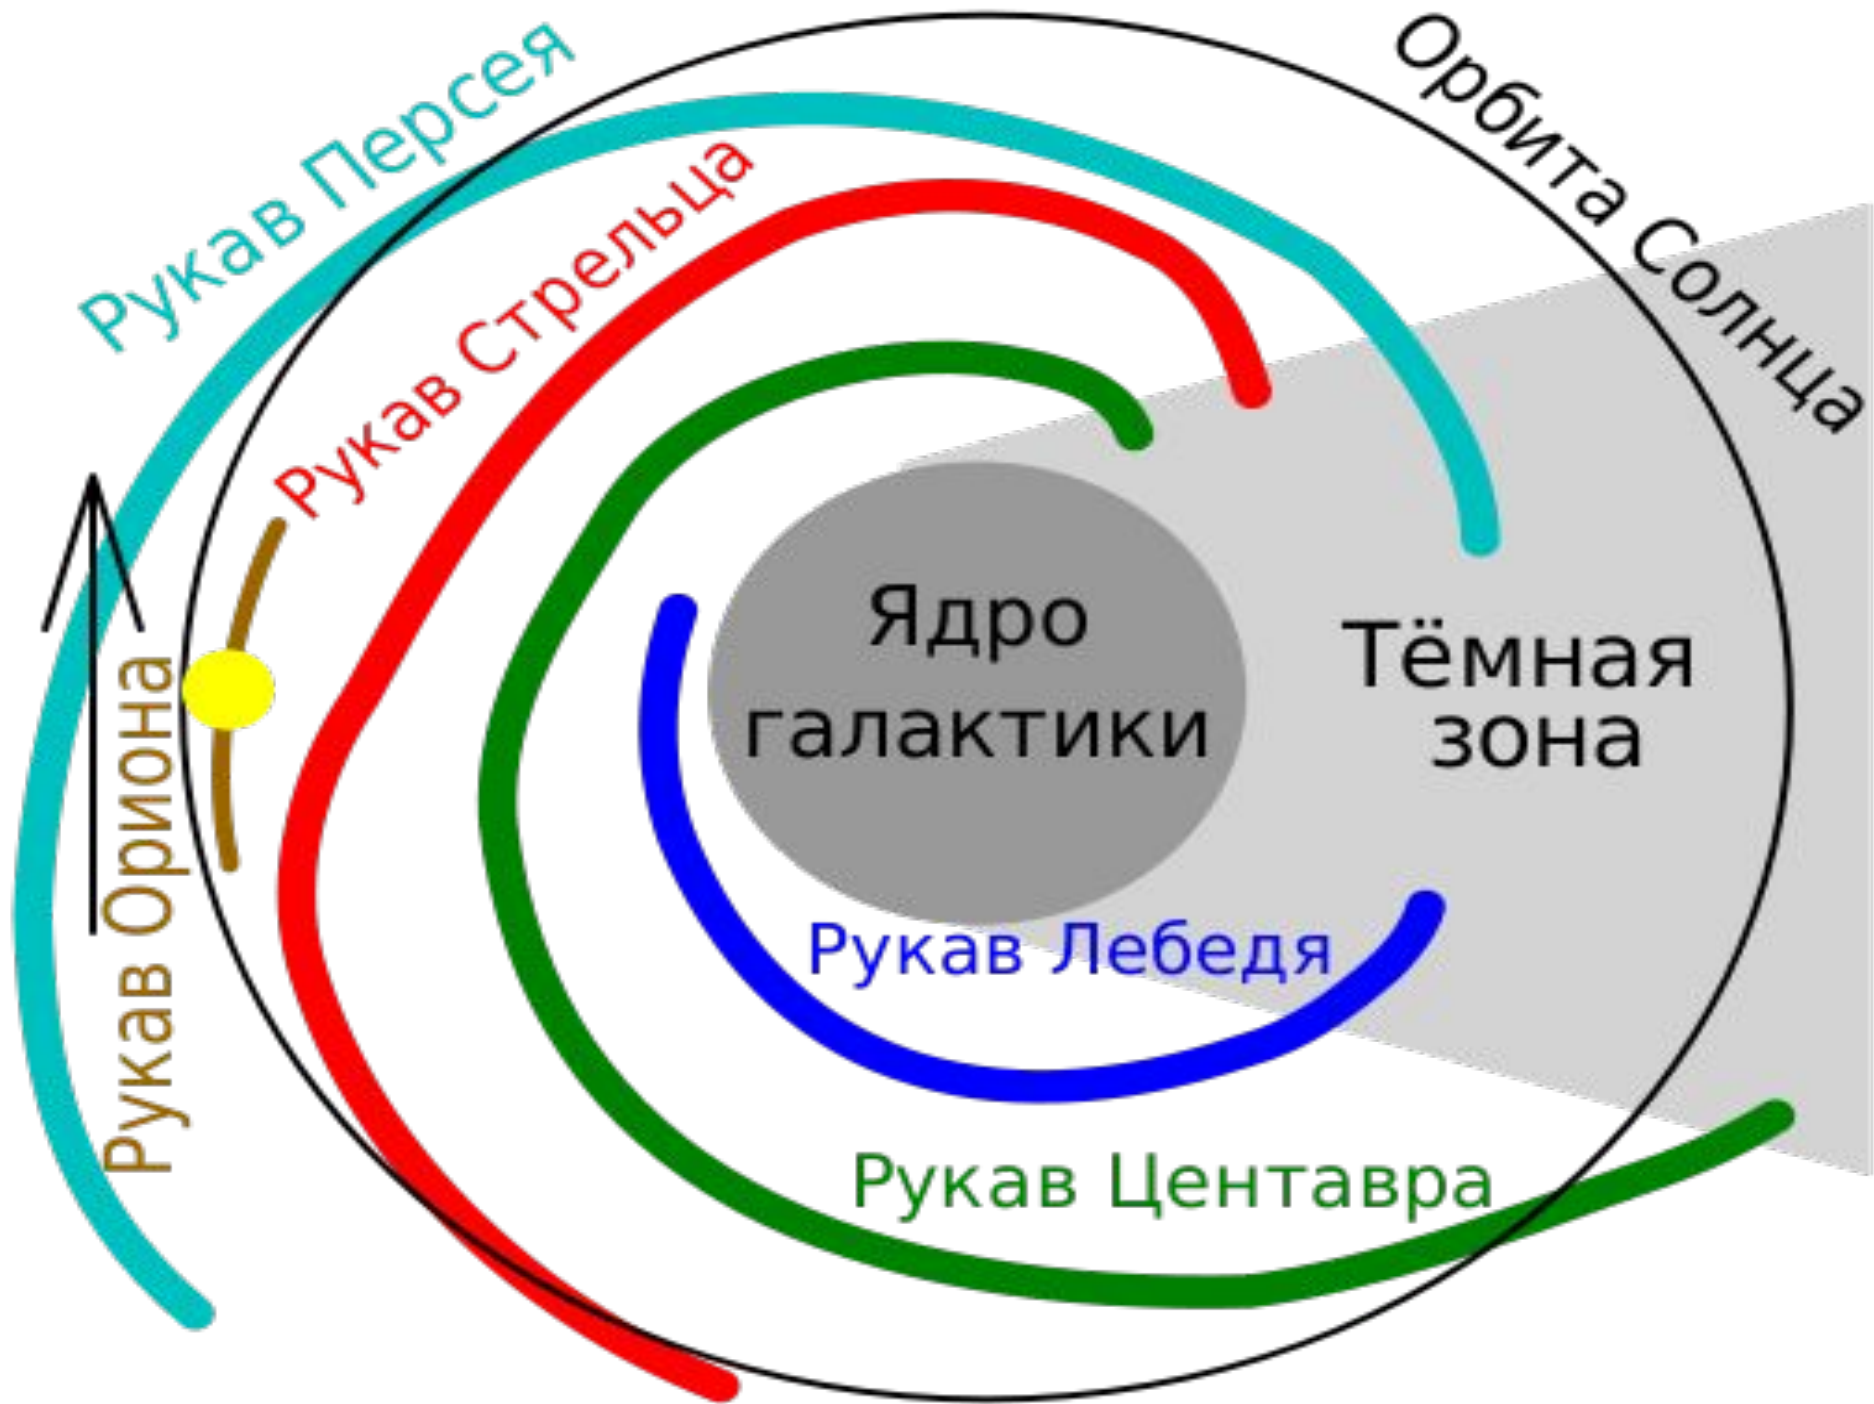 Рукав Персея
Орбита Солнца
Рукав Стрельца
Рукав Ориона
Ядро
галактики
Тёмная
зона
Рукав Лебедя
Рукав Центавра